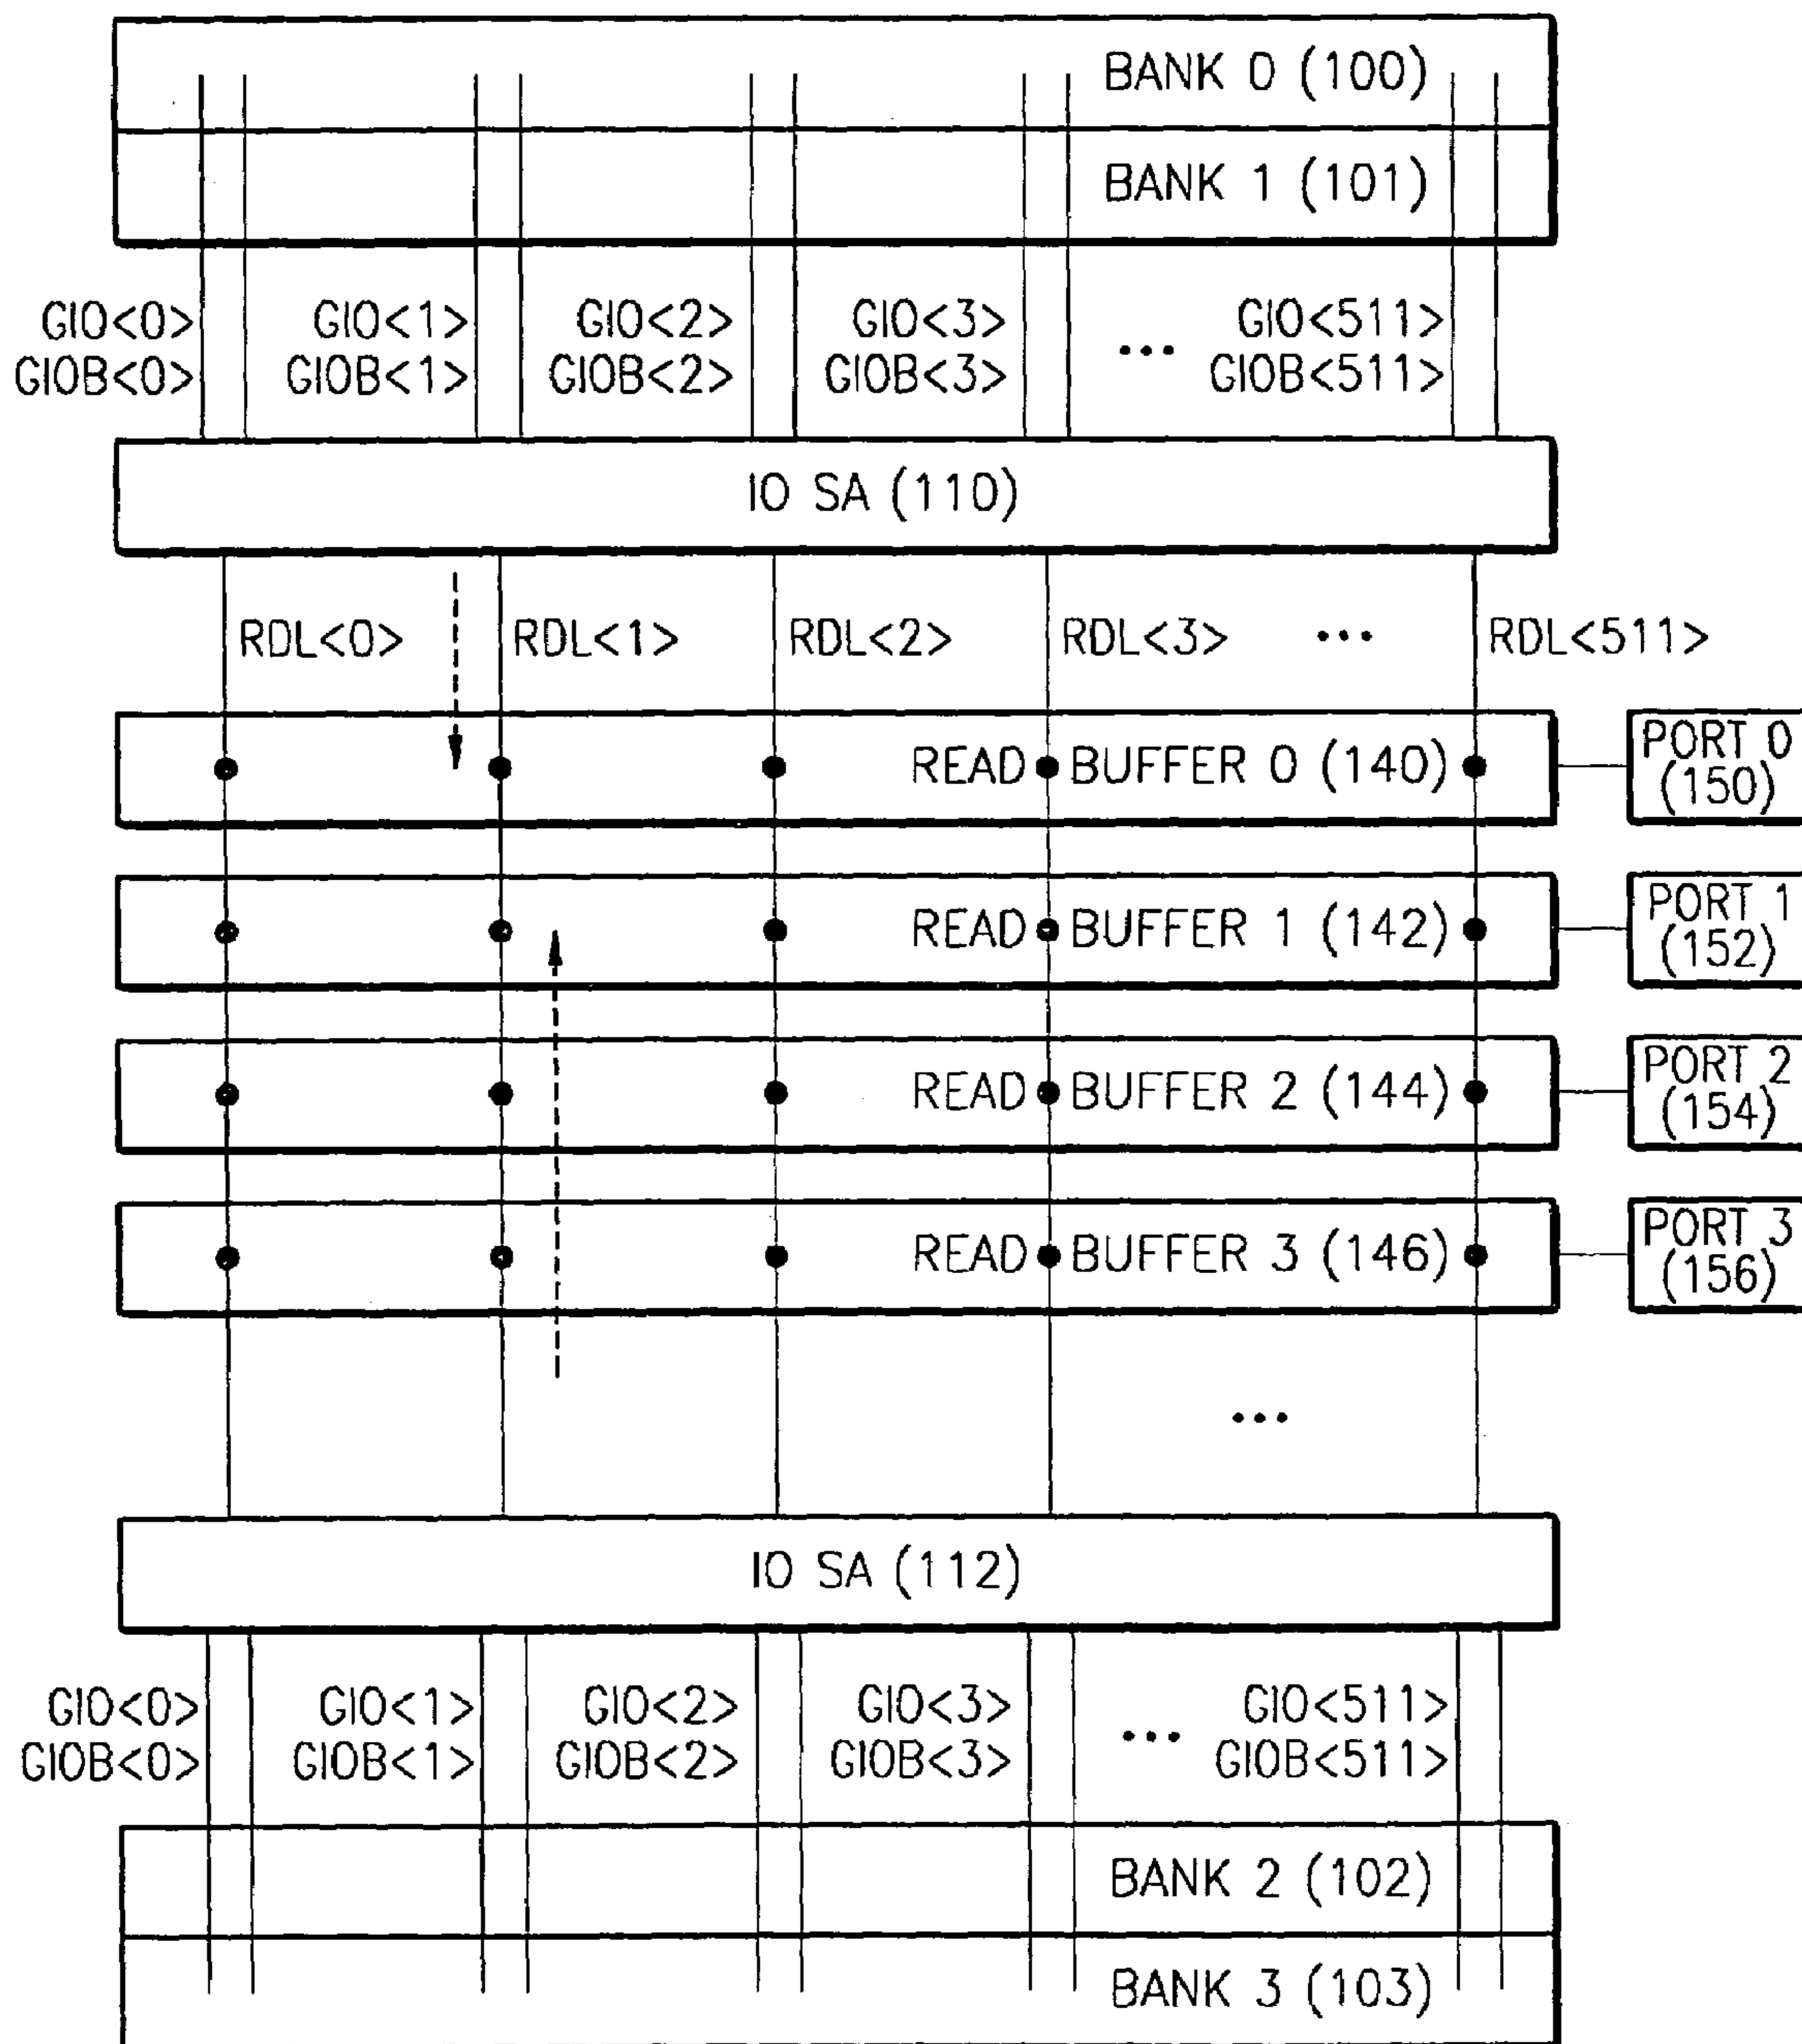 BANK 0 (100)
BANK 1 (101)
GIO<0> GIO<1> GIO<2> GIO<3> GIO<511>
GIOB<0> GIOB<1> GIOB<2> GIOB<3> ... GIOB<511>
IO SA (110)
RDL<0> RDL<1> RDL<2> RDL<3> ... RDL<511>
READ BUFFER 0 (140)
PORT 0
(150)
READ BUFFER 1 (142)
PORT 1
(152)
READ BUFFER 2 (144)
PORT 2
(154)
READ BUFFER 3 (146)
PORT 3
(156)
...
IO SA (112)
GIO<0> GIO<1> GIO<2> GIO<3> GIO<511>
GIOB<0> GIOB<1> GIOB<2> GIOB<3> ... GIOB<511>
BANK 2 (102)
BANK 3 (103)